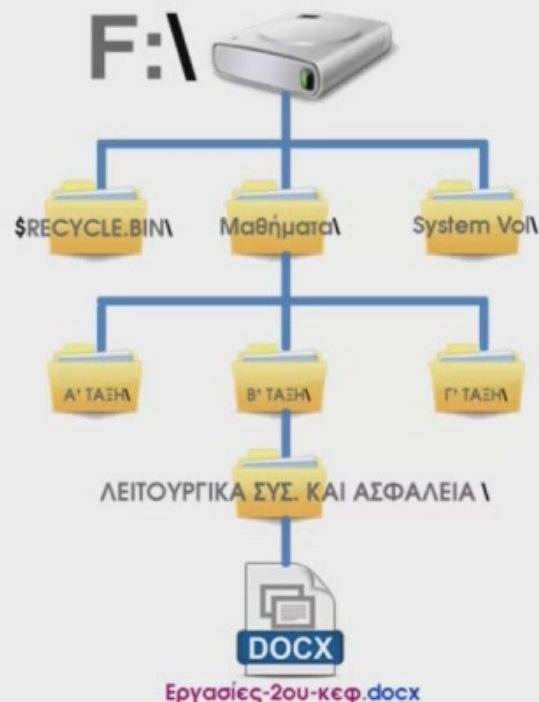 F:\
$RECYCLE.BIN\ Μαθήματα\ System Vol\
Α' ΤΑΞΗ\ Β' ΤΑΞΗ\ Γ' ΤΑΞΗ\
ΛΕΙΤΟΥΡΓΙΚΑ ΣΥΣ. ΚΑΙ ΑΣΦΑΛΕΙΑ \
DOCX
Εργασίες-2ου-κεφ.docx